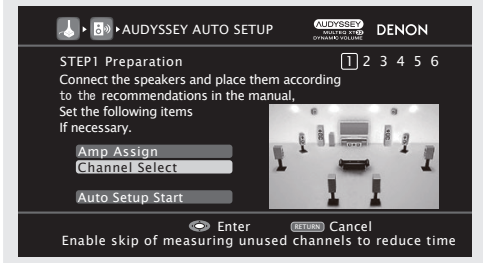 AUDYSSEY AUTO SETUP
AUDYSSEY
MULTEQ XT32
DYNAMIC VOLUME
DENON
STEP1 Preparation
1 2 3 4 5 6
Connect the speakers and place them according
to the recommendations in the manual,
Set the following items
If necessary.
Amp Assign
Channel Select
Auto Setup Start
Enter
RETURN Cancel
Enable skip of measuring unused channels to reduce time